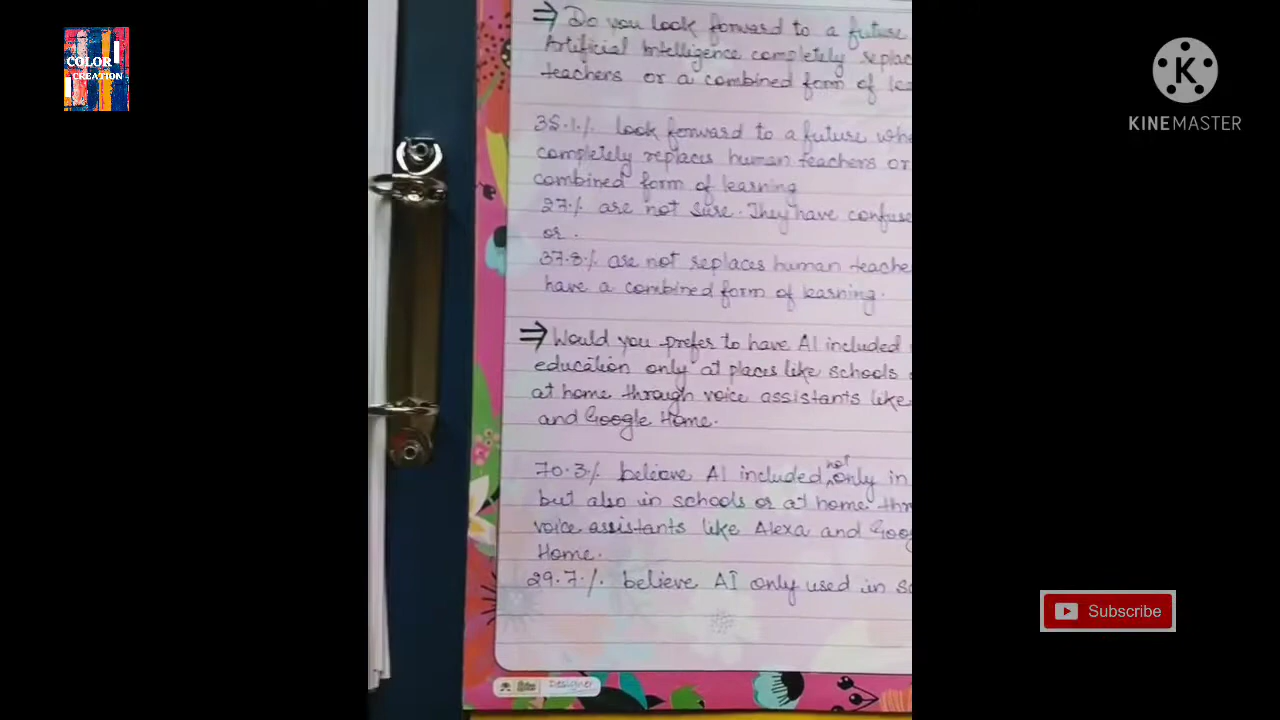 COLOR
CREATION
KINEMASTER
Subscribe
⇒ Do you look forward to a future
Artificial Intelligence completely replac
teachers or a combined form of lea
35.1% look forward to a future whe
completely replaces human teachers or
combined form of learning
27% are not sure. They have confuse
or.
37.8% are not replaces human teache
have a combined form of learning.
⇒ Would you prefer to have AI included
education only at places like schools
at home through voice assistants like
and Google Home.
70.3% believe AI included not only in
but also in schools or at home thr
voice assistants like Alexa and Goog
Home.
29.7% believe AI only used in sc
Designer